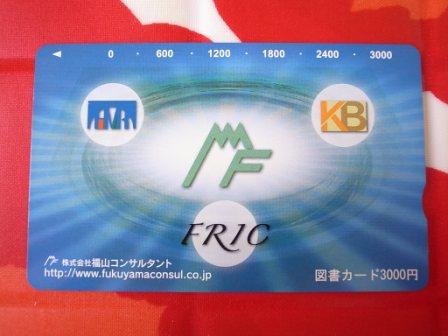 0 600 1200 1800 2400 3000
KB
MF
FRIC
株式会社福山コンサルタント
http://www.fukuyamaconsul.co.jp
図書カード3000円